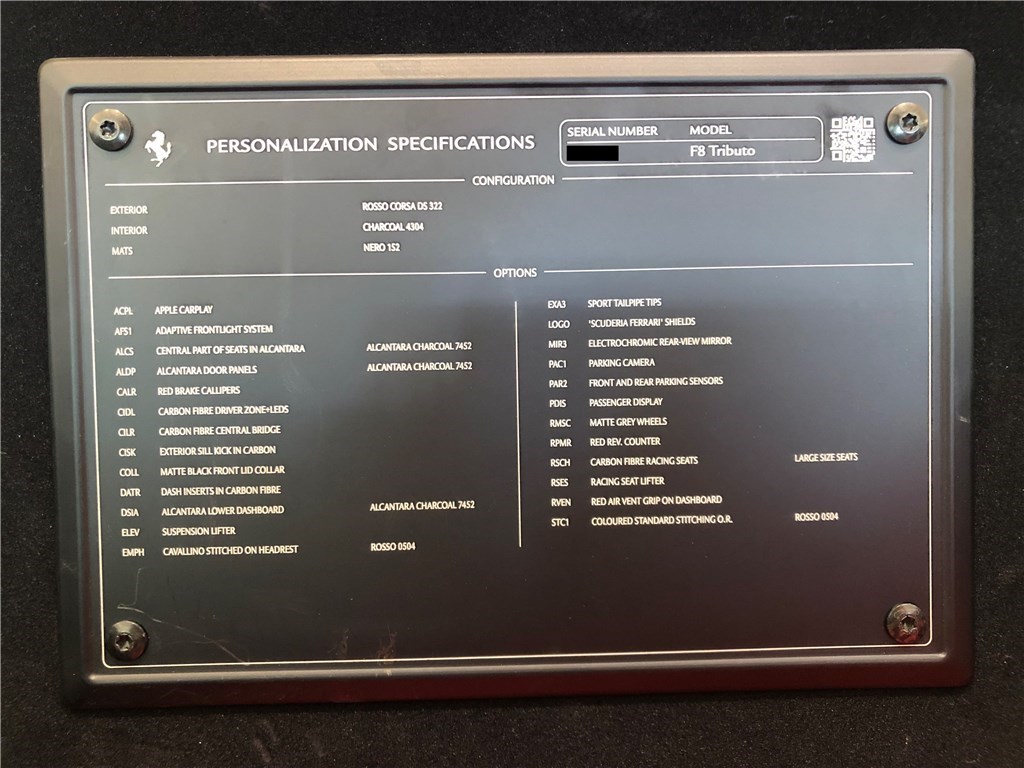 PERSONALIZATION SPECIFICATIONS
SERIAL NUMBER MODEL
F8 Tributo
CONFIGURATION
EXTERIOR ROSSO CORSA DS 322
INTERIOR CHARCOAL 4304
MATS NERO 152
OPTIONS
ACPL APPLE CARPLAY
AFS1 ADAPTIVE FRONTLIGHT SYSTEM
ALCS CENTRAL PART OF SEATS IN ALCANTARA ALCANTARA CHARCOAL 7452
ALDP ALCANTARA DOOR PANELS ALCANTARA CHARCOAL 7452
CALR RED BRAKE CALLIPERS
CIDL CARBON FIBRE DRIVER ZONE+LEDS
CILR CARBON FIBRE CENTRAL BRIDGE
CISK EXTERIOR SILL KICK IN CARBON
COLL MATTE BLACK FRONT LID COLLAR
DATR DASH INSERTS IN CARBON FIBRE
DSIA ALCANTARA LOWER DASHBOARD ALCANTARA CHARCOAL 7452
ELEV SUSPENSION LIFTER
EMPH CAVALLINO STITCHED ON HEADREST ROSSO 0504
EXA3 SPORT TAILPIPE TIPS
LOGO 'SCUDERIA FERRARI' SHIELDS
MIR3 ELECTROCHROMIC REAR-VIEW MIRROR
PAC1 PARKING CAMERA
PAR2 FRONT AND REAR PARKING SENSORS
PDIS PASSENGER DISPLAY
RMSC MATTE GREY WHEELS
RPMR RED REV. COUNTER
RSCH CARBON FIBRE RACING SEATS LARGE SIZE SEATS
RSES RACING SEAT LIFTER
RVEN RED AIR VENT GRIP ON DASHBOARD
STC1 COLOURED STANDARD STITCHING O.R. ROSSO 0504